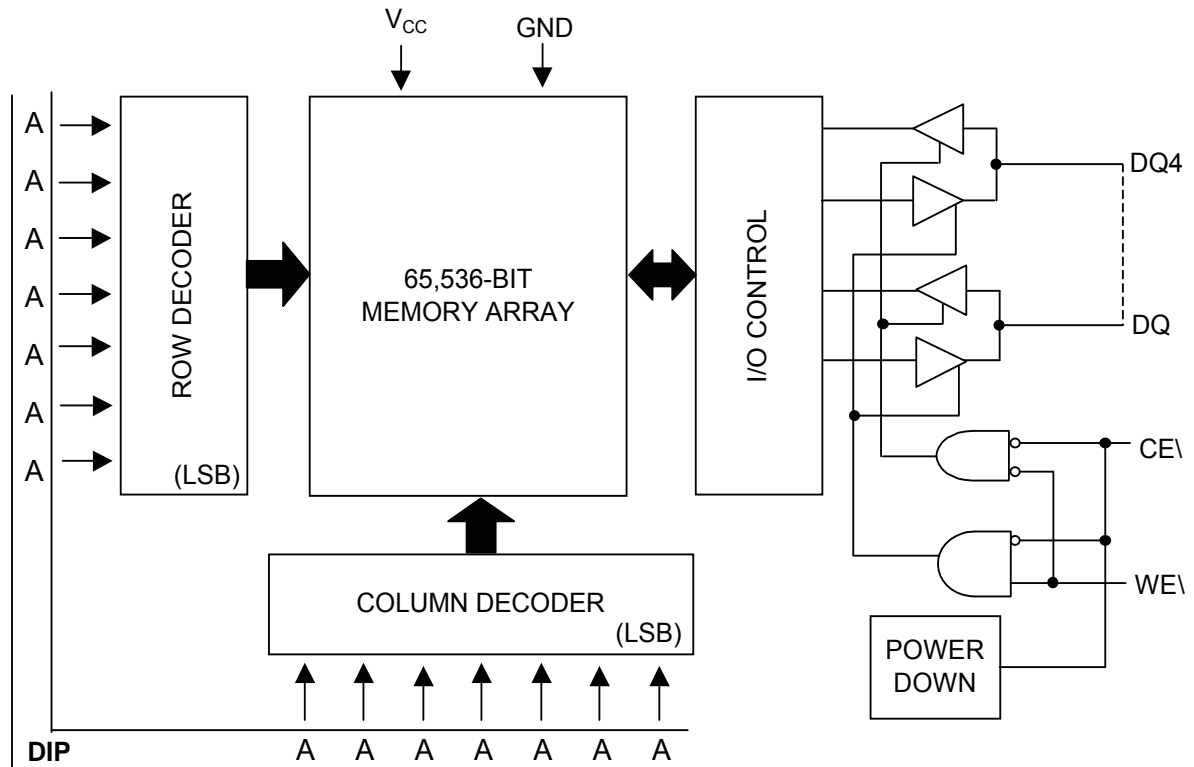 V_CC
GND
A
A
A
A
A
A
A
ROW DECODER
(LSB)
65,536-BIT
MEMORY ARRAY
I/O CONTROL
DQ4
DQ
CE\
WE\
COLUMN DECODER
(LSB)
POWER
DOWN
DIP
A A A A A A A